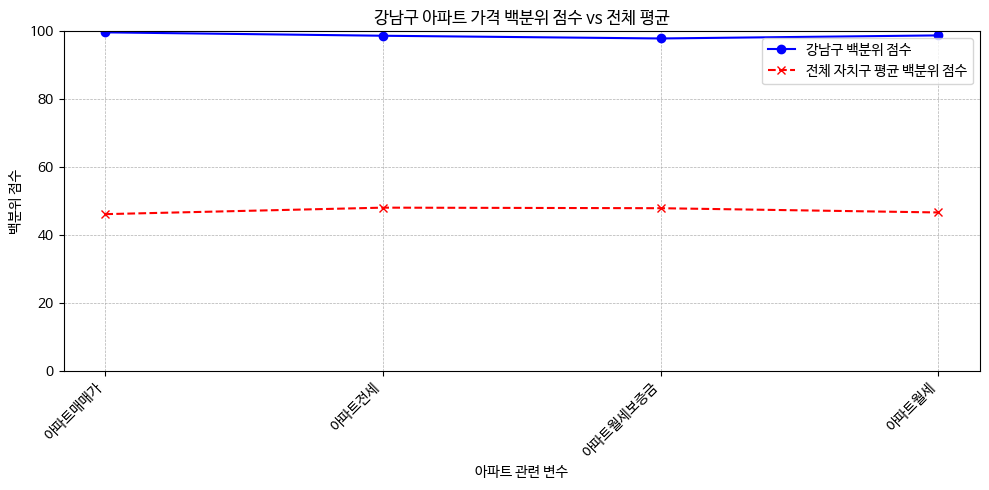 강남구 아파트 가격 백분위 점수 vs 전체 평균
강남구 백분위 점수
전체 자치구 평균 백분위 점수
백분위 점수
100
80
60
40
20
0
아파트매매가
아파트전세
아파트월세보증금
아파트월세
아파트 관련 변수